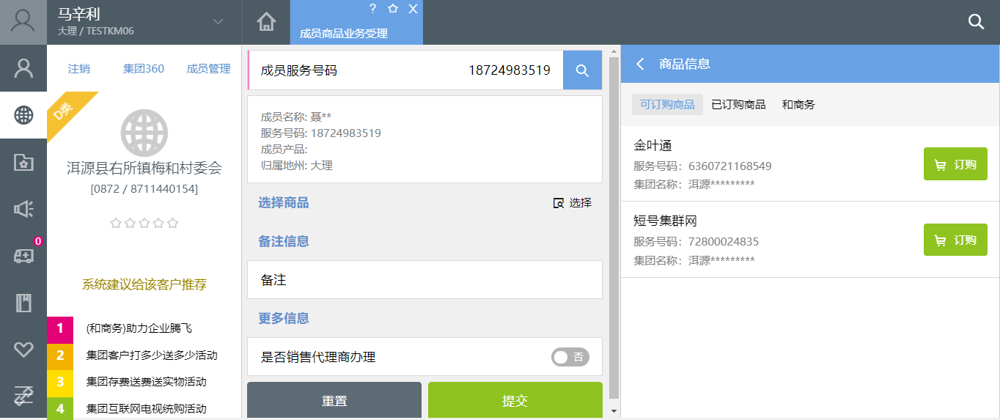 马辛利
大理 / TESTKM06
? X
成员商品业务受理
注销 集团360 成员管理
D类
洱源县右所镇梅和村委会
[0872 / 8711440154]
0
系统建议给该客户推荐
1 (和商务)助力企业腾飞
2 集团客户打多少送多少活动
3 集团存费送费送实物活动
4 集团互联网电视统购活动
成员服务号码 18724983519
成员名称: 聂**
服务号码: 18724983519
成员产品:
归属地州: 大理
选择商品 选择
备注信息
备注
更多信息
是否销售代理商办理 否
重置 提交
商品信息
可订购商品 已订购商品 和商务
金叶通
服务号码: 6360721168549
集团名称: 洱源*********
订购
短号集群网
服务号码: 72800024835
集团名称: 洱源*********
订购